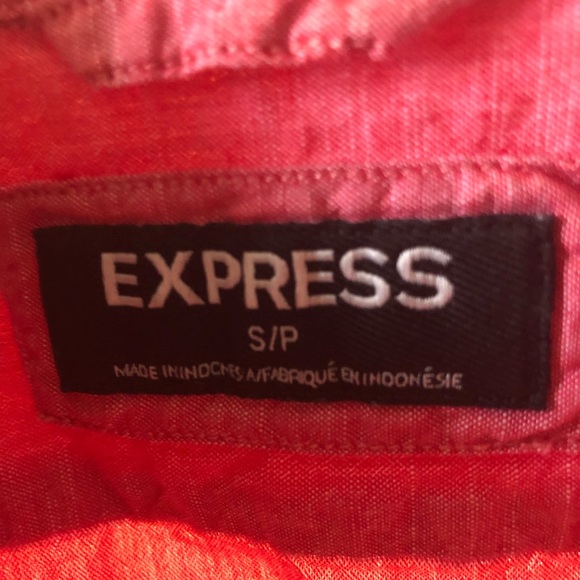 EXPRESS
S/P
MADE IN INDONESIA/FABRIQUÉ EN INDONÉSIE